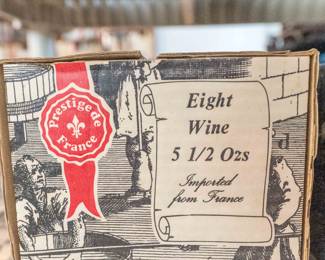 Prestige de
France
Eight
Wine
5 1/2 Ozs
Imported
from France
d